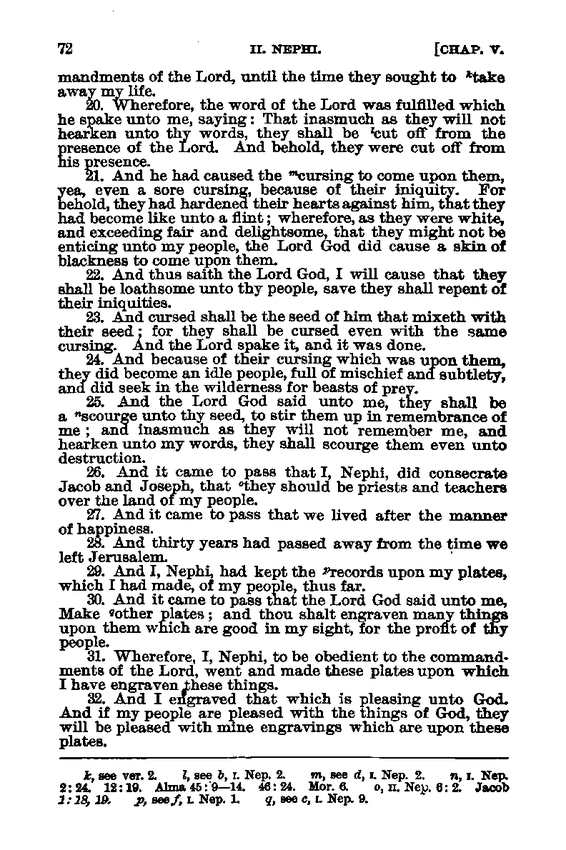 72 II. NEPHI. [CHAP. V.
mandments of the Lord, until the time they sought to ktake
away my life.
20. Wherefore, the word of the Lord was fulfilled which
he spake unto me, saying: That inasmuch as they will not
hearken unto thy words, they shall be lcut off from the
presence of the Lord. And behold, they were cut off from
his presence.
21. And he had caused the mcursing to come upon them,
yea, even a sore cursing, because of their iniquity. For
behold, they had hardened their hearts against him, that they
had become like unto a flint; wherefore, as they were white,
and exceeding fair and delightsome, that they might not be
enticing unto my people, the Lord God did cause a skin of
blackness to come upon them.
22. And thus saith the Lord God, I will cause that they
shall be loathsome unto thy people, save they shall repent of
their iniquities.
23. And cursed shall be the seed of him that mixeth with
their seed; for they shall be cursed even with the same
cursing. And the Lord spake it, and it was done.
24. And because of their cursing which was upon them,
they did become an idle people, full of mischief and subtlety,
and did seek in the wilderness for beasts of prey.
25. And the Lord God said unto me, they shall be
a nscourge unto thy seed, to stir them up in remembrance of
me; and inasmuch as they will not remember me, and
hearken unto my words, they shall scourge them even unto
destruction.
26. And it came to pass that I, Nephi, did consecrate
Jacob and Joseph, that othey should be priests and teachers
over the land of my people.
27. And it came to pass that we lived after the manner
of happiness.
28. And thirty years had passed away from the time we
left Jerusalem.
29. And I, Nephi, had kept the precords upon my plates,
which I had made, of my people, thus far.
30. And it came to pass that the Lord God said unto me,
Make qother plates; and thou shalt engraven many things
upon them which are good in my sight, for the profit of thy
people.
31. Wherefore, I, Nephi, to be obedient to the command-
ments of the Lord, went and made these plates upon which
I have engraven these things.
32. And I engraved that which is pleasing unto God.
And if my people are pleased with the things of God, they
will be pleased with mine engravings which are upon these
plates.
k, see ver. 2. l, see b, I. Nep. 2. m, see d, I. Nep. 2. n, I. Nep.
2:24. 12:19. Alma 45:9—14. 46:24. Mor. 6. o, II. Nep. 6:2. Jacob
1:18, 19. p, see f, I. Nep. 1. q, see c, I. Nep. 9.